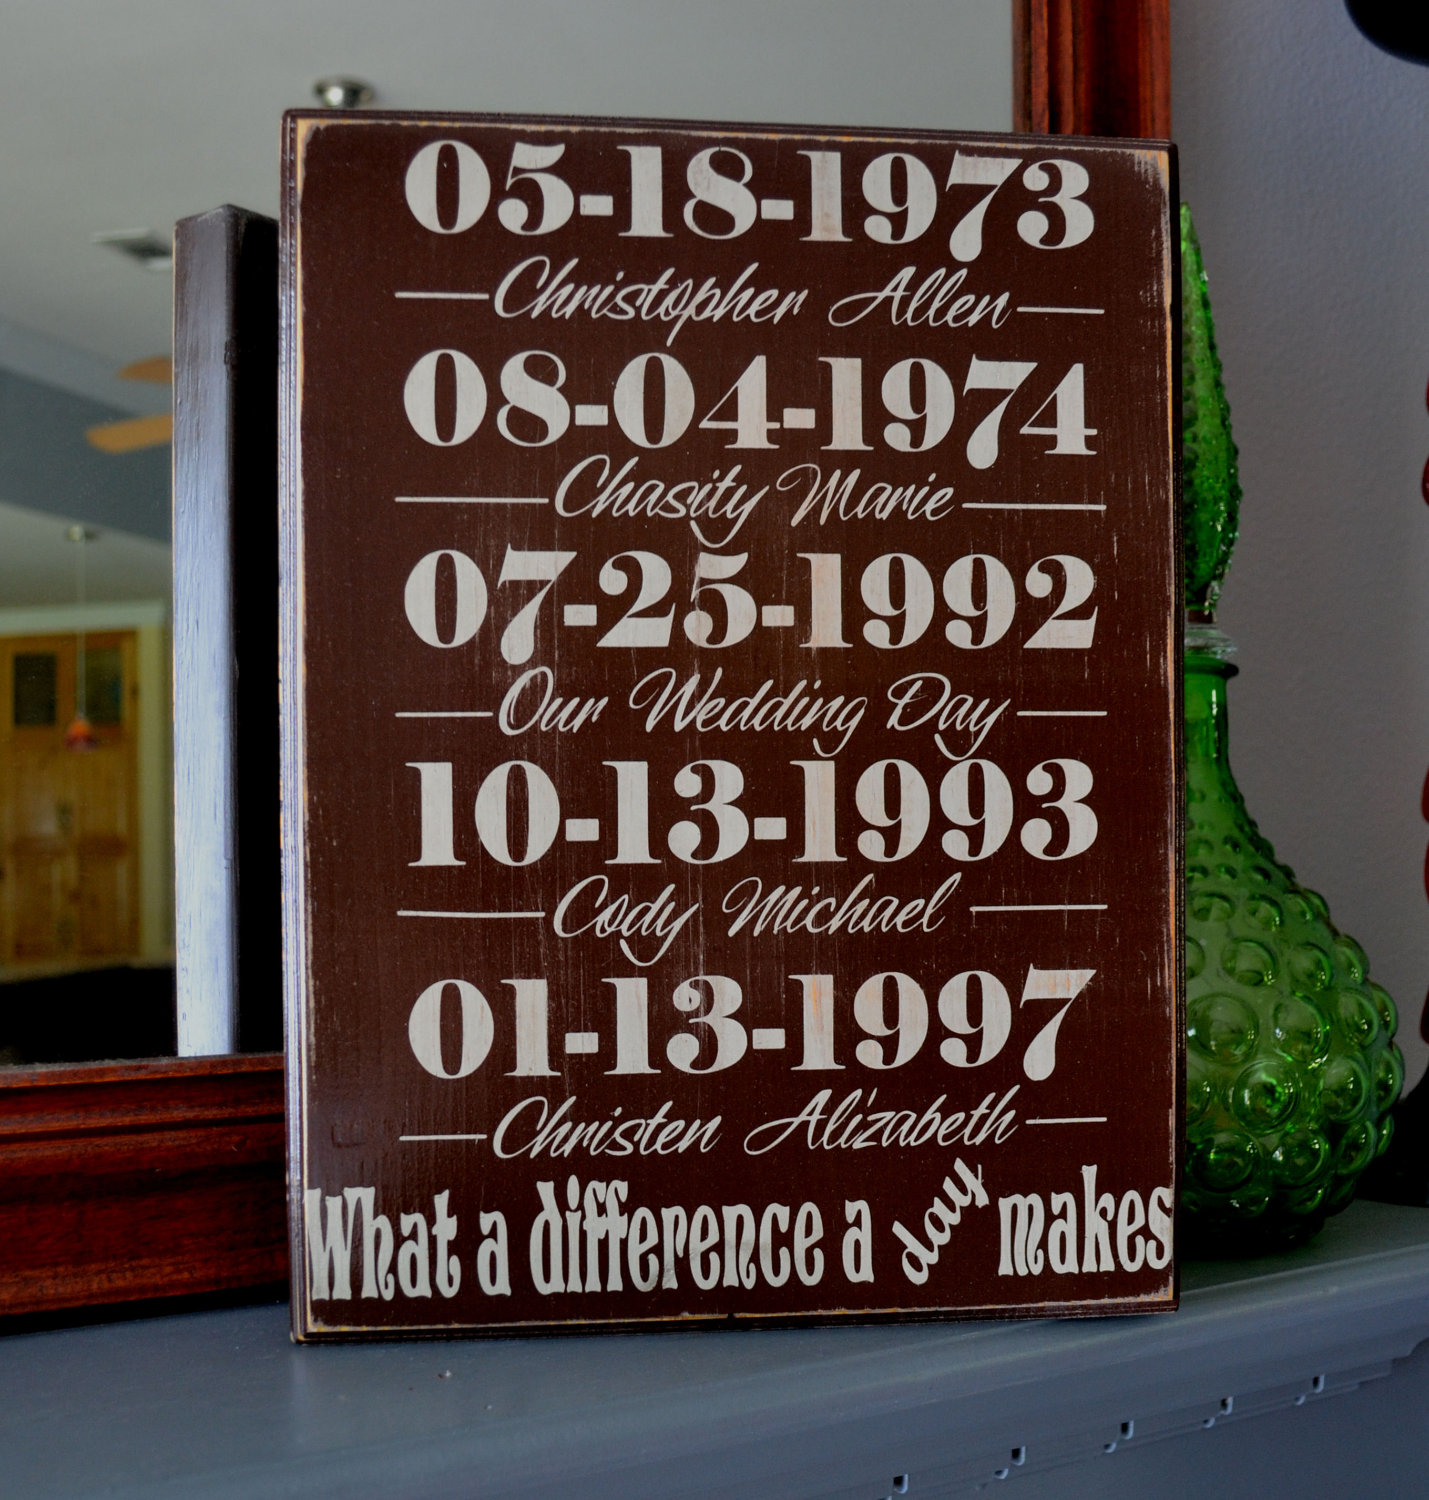 05-18-1973
Christopher Allen
08-04-1974
Chasity Marie
07-25-1992
Our Wedding Day
10-13-1993
Cody Michael
01-13-1997
Christen Alizabeth
What a difference a day makes